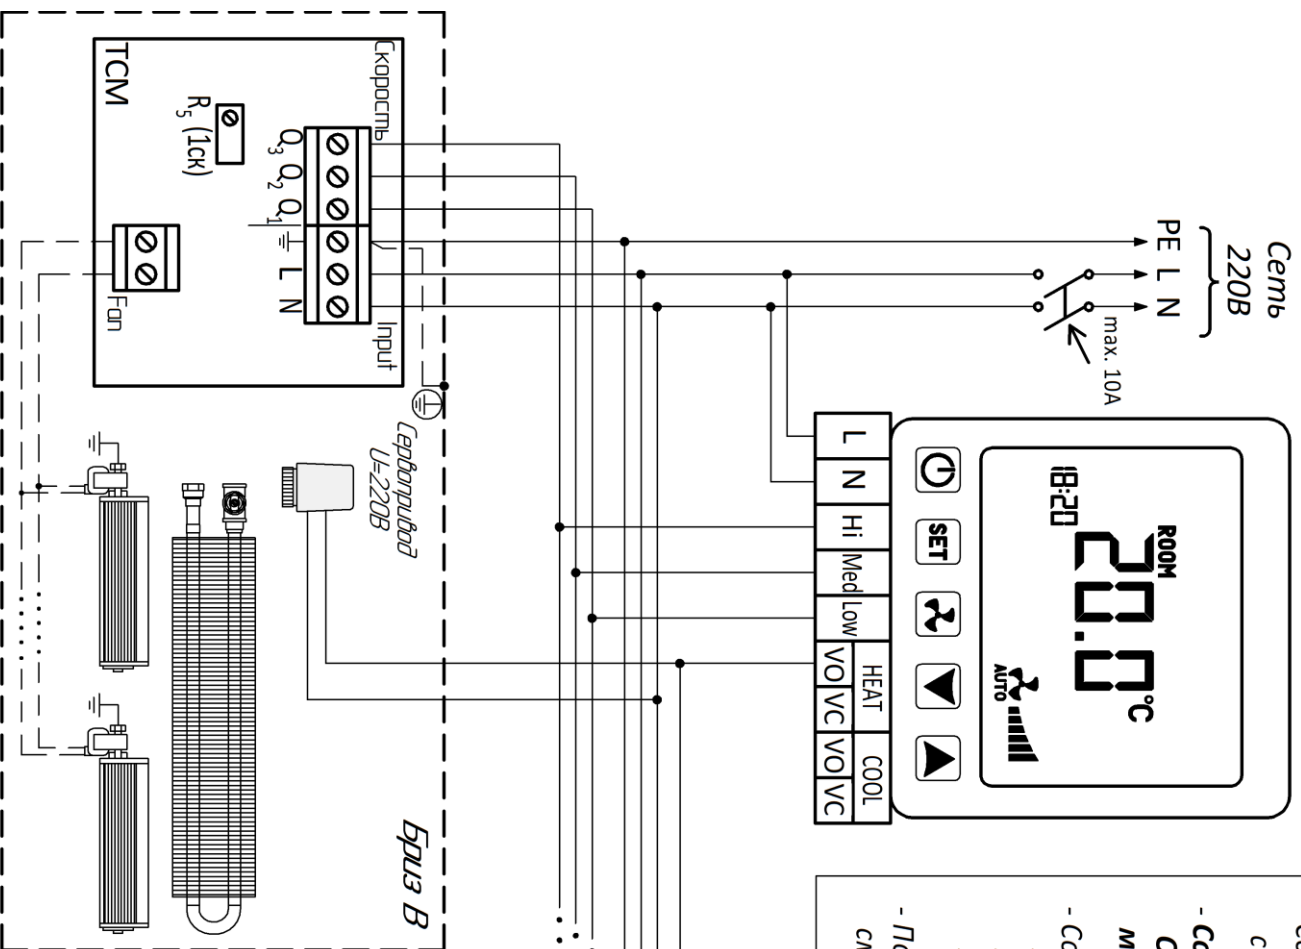 Сеть
220В
PE L N
max. 10A
TCM
R5 (1ск)
Скорость
Q3 Q2 Q1
L N
Input
Fan
Сервопривод
U=220В
L
N
Hi
Med
Low
HEAT
VO VC
COOL
VO VC
SET
ROOM
20.0°C
18:20
AUTO
Бриз В